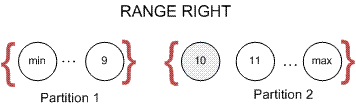 RANGE RIGHT
{ min ... 9 } { 10 11 ... max }
Partition 1 Partition 2